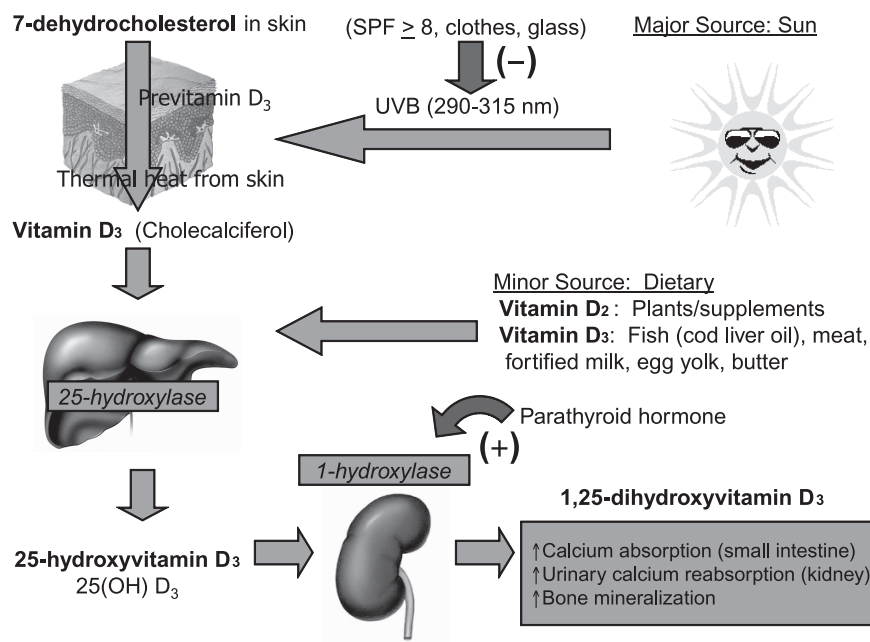 7-dehydrocholesterol in skin
(SPF ≥ 8, clothes, glass)
Major Source: Sun
(–)
Previtamin D₃
UVB (290-315 nm)
Thermal heat from skin
Vitamin D₃ (Cholecalciferol)
Minor Source: Dietary
Vitamin D₂ : Plants/supplements
Vitamin D₃: Fish (cod liver oil), meat,
fortified milk, egg yolk, butter
25-hydroxylase
Parathyroid hormone
(+)
1-hydroxylase
1,25-dihydroxyvitamin D₃
25-hydroxyvitamin D₃
25(OH) D₃
↑Calcium absorption (small intestine)
↑Urinary calcium reabsorption (kidney)
↑Bone mineralization